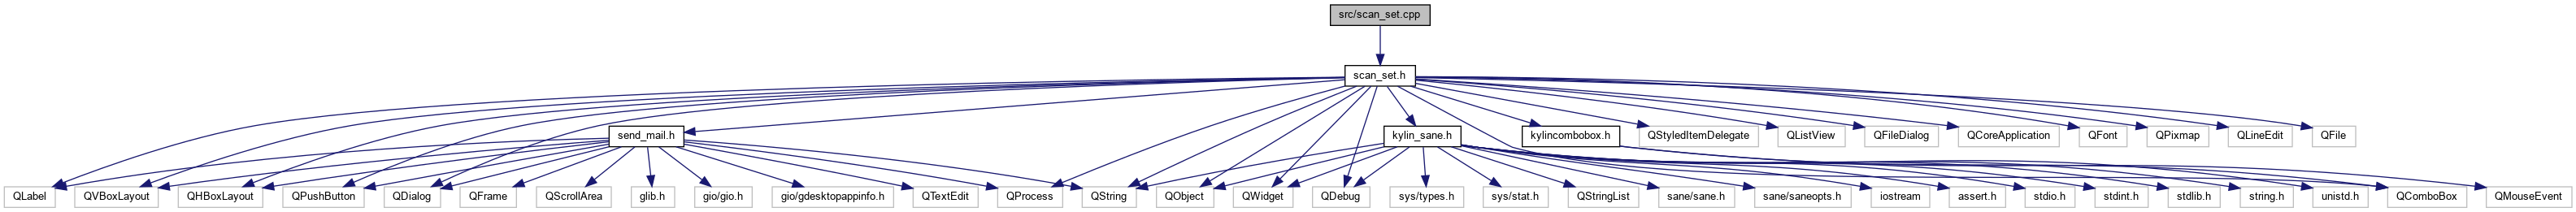 src/scan_set.cpp
scan_set.h
send_mail.h
kylin_sane.h
kylincombobox.h
QStyledItemDelegate
QListView
QFileDialog
QCoreApplication
QFont
QPixmap
QLineEdit
QFile
QLabel
QVBoxLayout
QHBoxLayout
QPushButton
QDialog
QFrame
QScrollArea
glib.h
gio/gio.h
gio/gdesktopappinfo.h
QTextEdit
QProcess
QString
QObject
QWidget
QDebug
sys/types.h
sys/stat.h
QStringList
sane/sane.h
sane/saneopts.h
iostream
assert.h
stdio.h
stdint.h
stdlib.h
string.h
unistd.h
QComboBox
QMouseEvent